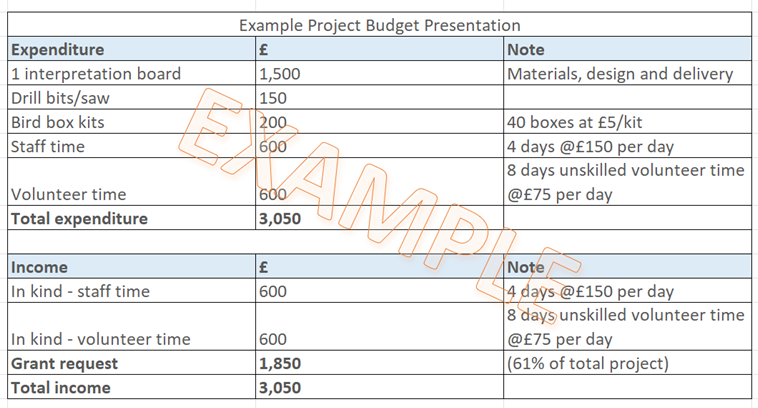 Example Project Budget Presentation
Expenditure £ Note
1 interpretation board 1,500 Materials, design and delivery
Drill bits/saw 150
Bird box kits 200 40 boxes at £5/kit
Staff time 600 4 days @£150 per day
Volunteer time 600 8 days unskilled volunteer time
@£75 per day
Total expenditure 3,050
Income £ Note
In kind - staff time 600 4 days @£150 per day
In kind - volunteer time 600 8 days unskilled volunteer time
@£75 per day
Grant request 1,850 (61% of total project)
Total income 3,050
EXAMPLE